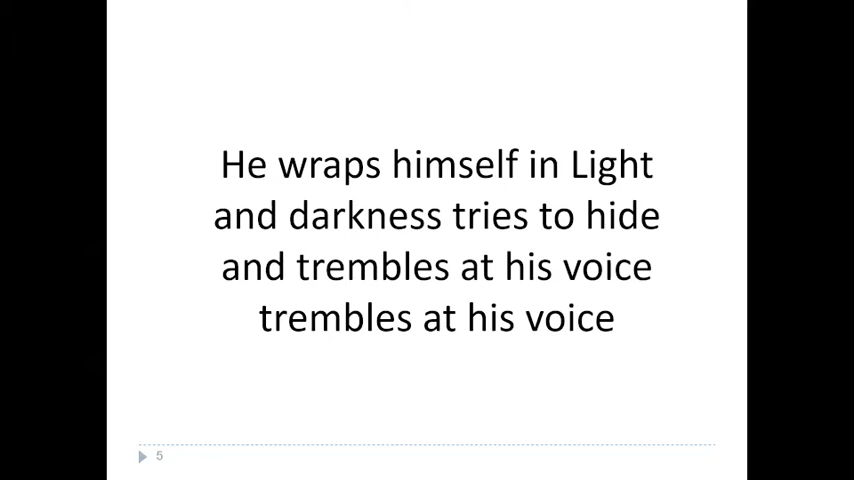 He wraps himself in Light
and darkness tries to hide
and trembles at his voice
trembles at his voice
5